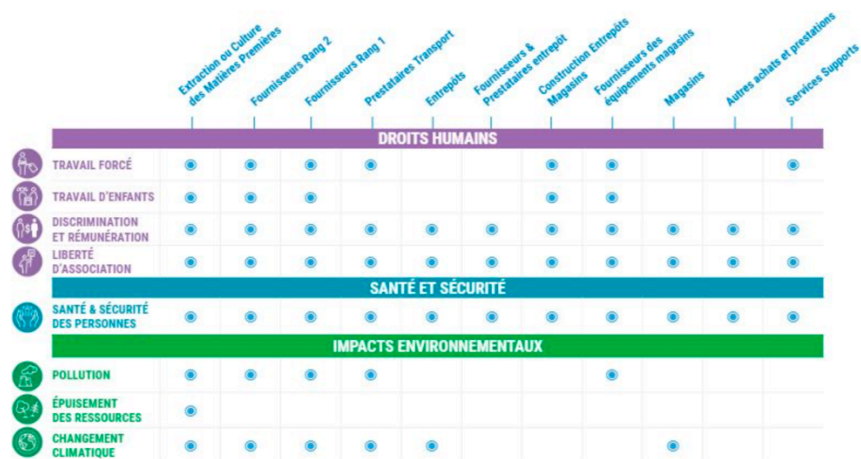 Extraction ou Culture
des Matières Premières
Fournisseurs Rang 2
Fournisseurs Rang 1
Prestataires Transport
Entrepôts
Fournisseurs &
Prestataires entrepôt
Construction Entrepôts
Magasins
Fournisseurs des
équipements magasins
Magasins
Autres achats et prestations
Services Supports
DROITS HUMAINS
TRAVAIL FORCÉ
TRAVAIL D'ENFANTS
DISCRIMINATION
ET RÉMUNÉRATION
LIBERTÉ
D'ASSOCIATION
SANTÉ ET SÉCURITÉ
SANTÉ & SÉCURITÉ
DES PERSONNES
IMPACTS ENVIRONNEMENTAUX
POLLUTION
ÉPUISEMENT
DES RESSOURCES
CHANGEMENT
CLIMATIQUE